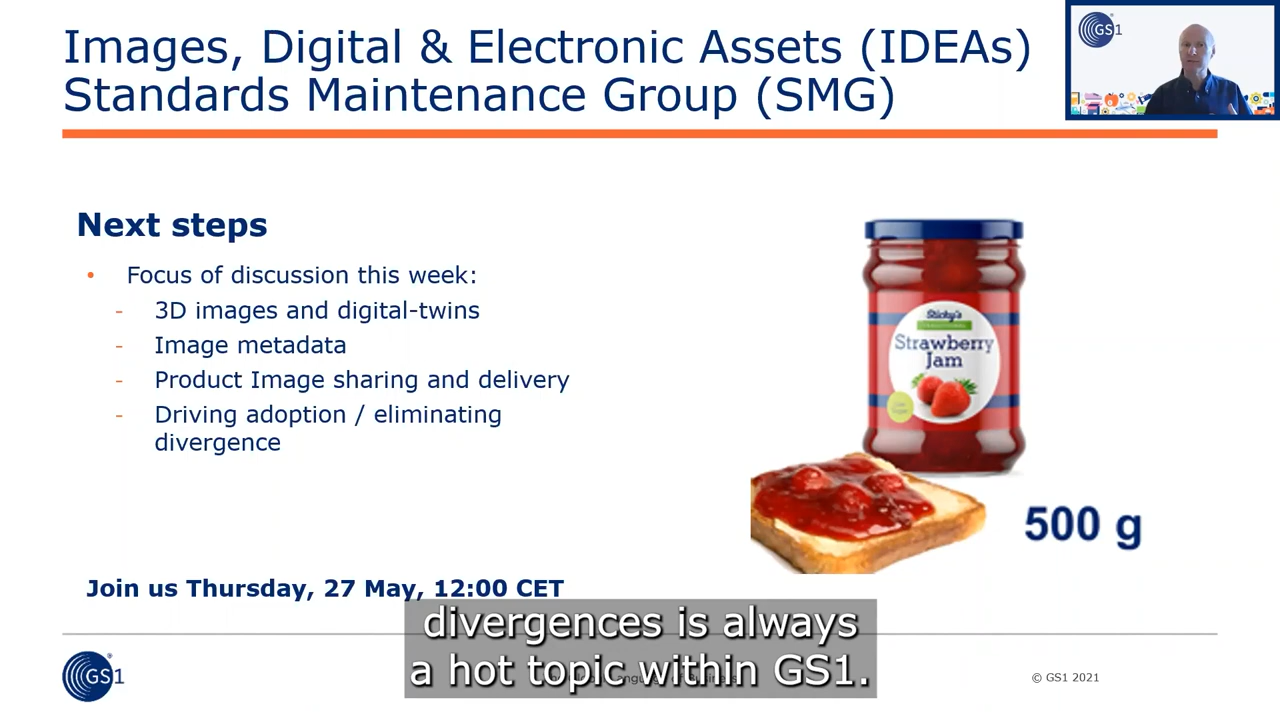 Images, Digital & Electronic Assets (IDEAs)
Standards Maintenance Group (SMG)
GS1
Next steps
• Focus of discussion this week:
- 3D images and digital-twins
- Image metadata
- Product Image sharing and delivery
- Driving adoption / eliminating
divergence
Sticky's
Strawberry
Jam
500 g
Join us Thursday, 27 May, 12:00 CET
divergences is always
a hot topic within GS1.
GS1
© GS1 2021